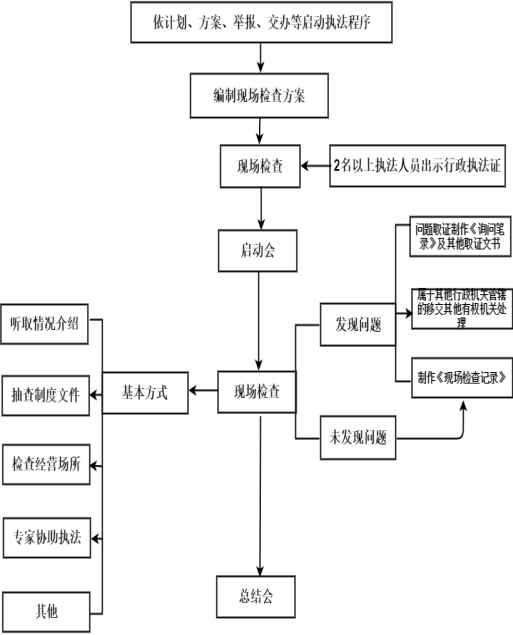 依计划、方案、举报、交办等启动执法程序
编制现场检查方案
现场检查
2名以上执法人员出示行政执法证
启动会
问题取证制作《询问笔
录》及其他取证文书
属于其他行政机关管辖
的移交其他有权机关处
理
发现问题
听取情况介绍
抽查制度文件
基本方式
现场检查
制作《现场检查记录》
未发现问题
检查经营场所
专家协助执法
总结会
其他